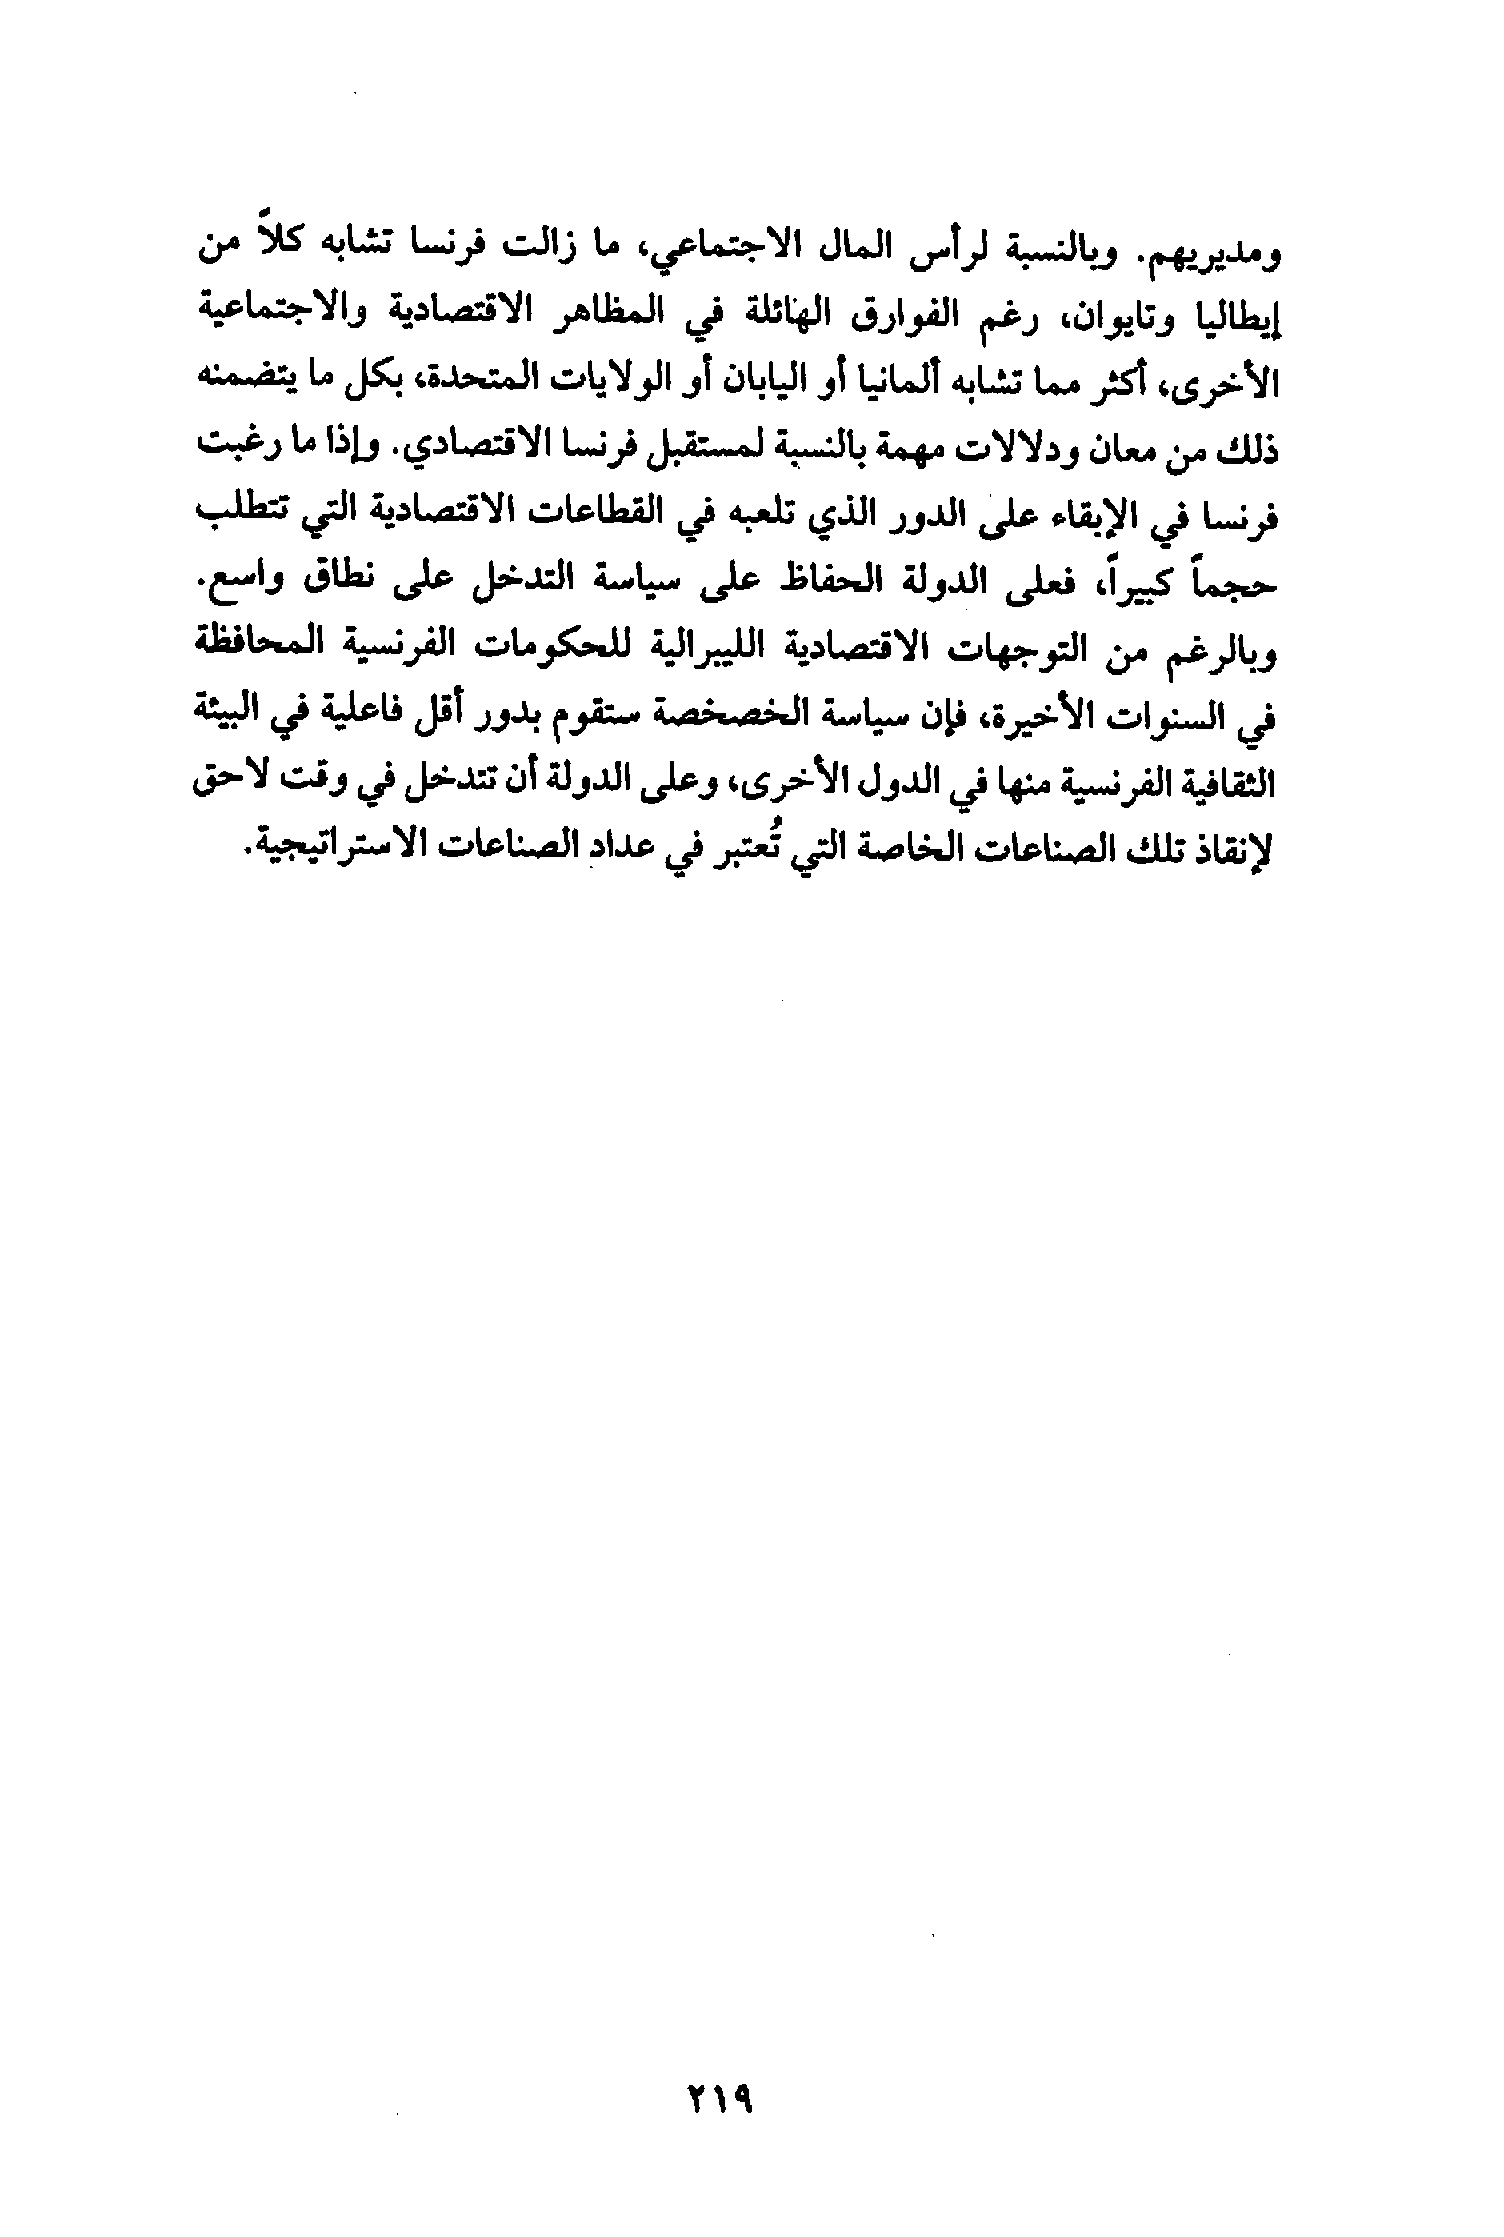 ومديريهم. وبالنسبة لرأس المال الاجتماعي، ما زالت فرنسا تشابه كلاً من
إيطاليا وتايوان، رغم الفوارق الهائلة في المظاهر الاقتصادية والاجتماعية
الأخرى، أكثر مما تشابه ألمانيا أو اليابان أو الولايات المتحدة، بكل ما يتضمنه
ذلك من معان ودلالات مهمة بالنسبة لمستقبل فرنسا الاقتصادي. وإذا ما رغبت
فرنسا في الإبقاء على الدور الذي تلعبه في القطاعات الاقتصادية التي تتطلب
حجماً كبيراً، فعلى الدولة الحفاظ على سياسة التدخل على نطاق واسع.
وبالرغم من التوجهات الاقتصادية الليبرالية للحكومات الفرنسية المحافظة
في السنوات الأخيرة، فإن سياسة الخصخصة ستقوم بدور أقل فاعلية في البيئة
الثقافية الفرنسية منها في الدول الأخرى، وعلى الدولة أن تتدخل في وقت لاحق
لإنقاذ تلك الصناعات الخاصة التي تُعتبر في عداد الصناعات الاستراتيجية.
٢١٩